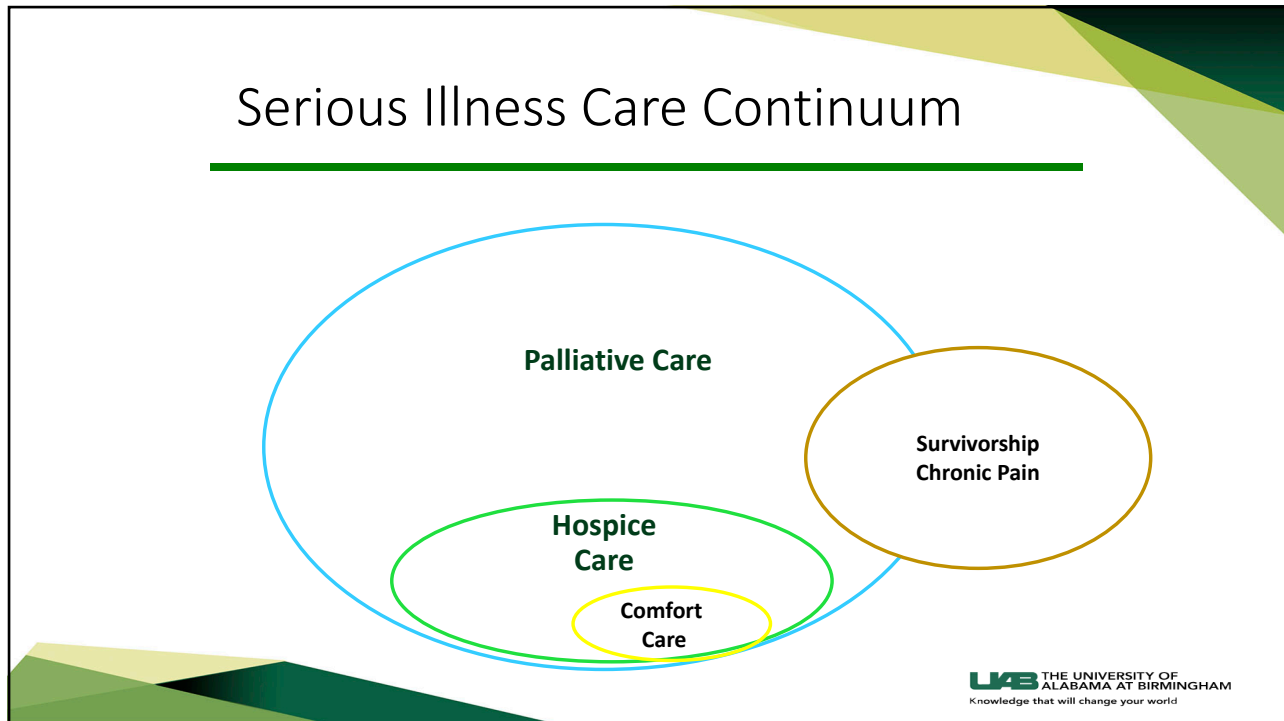 Serious Illness Care Continuum
Palliative Care
Survivorship
Chronic Pain
Hospice
Care
Comfort
Care
UAB THE UNIVERSITY OF
ALABAMA AT BIRMINGHAM
Knowledge that will change your world